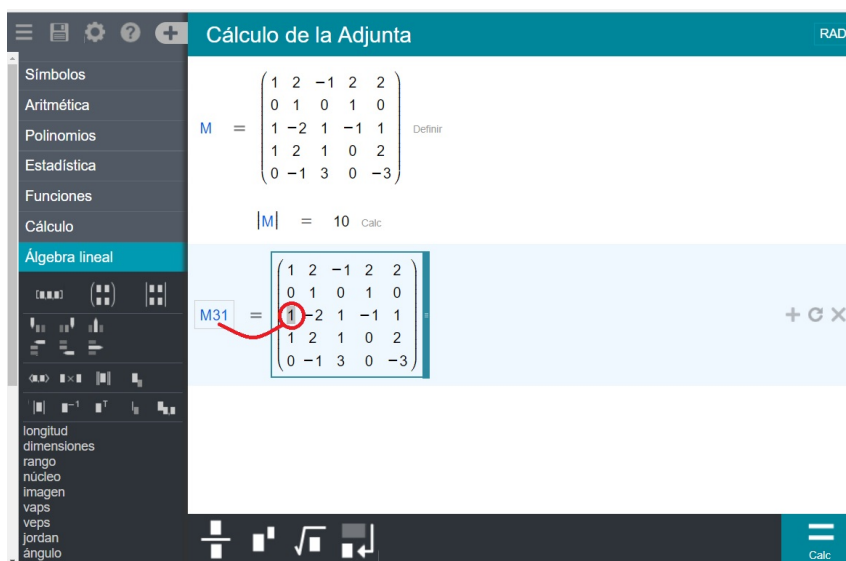 Cálculo de la Adjunta
RAD
Símbolos
Aritmética
Polinomios
Estadística
Funciones
Cálculo
Álgebra lineal
longitud
dimensiones
rango
núcleo
imagen
vaps
veps
jordan
ángulo
1 2 −1 2 2
0 1 0 1 0
M = 1 −2 1 −1 1 Definir
1 2 1 0 2
0 −1 3 0 −3
|M| = 10 Calc
1 2 −1 2 2
0 1 0 1 0
M31 = 1 −2 1 −1 1
1 2 1 0 2
0 −1 3 0 −3
Calc